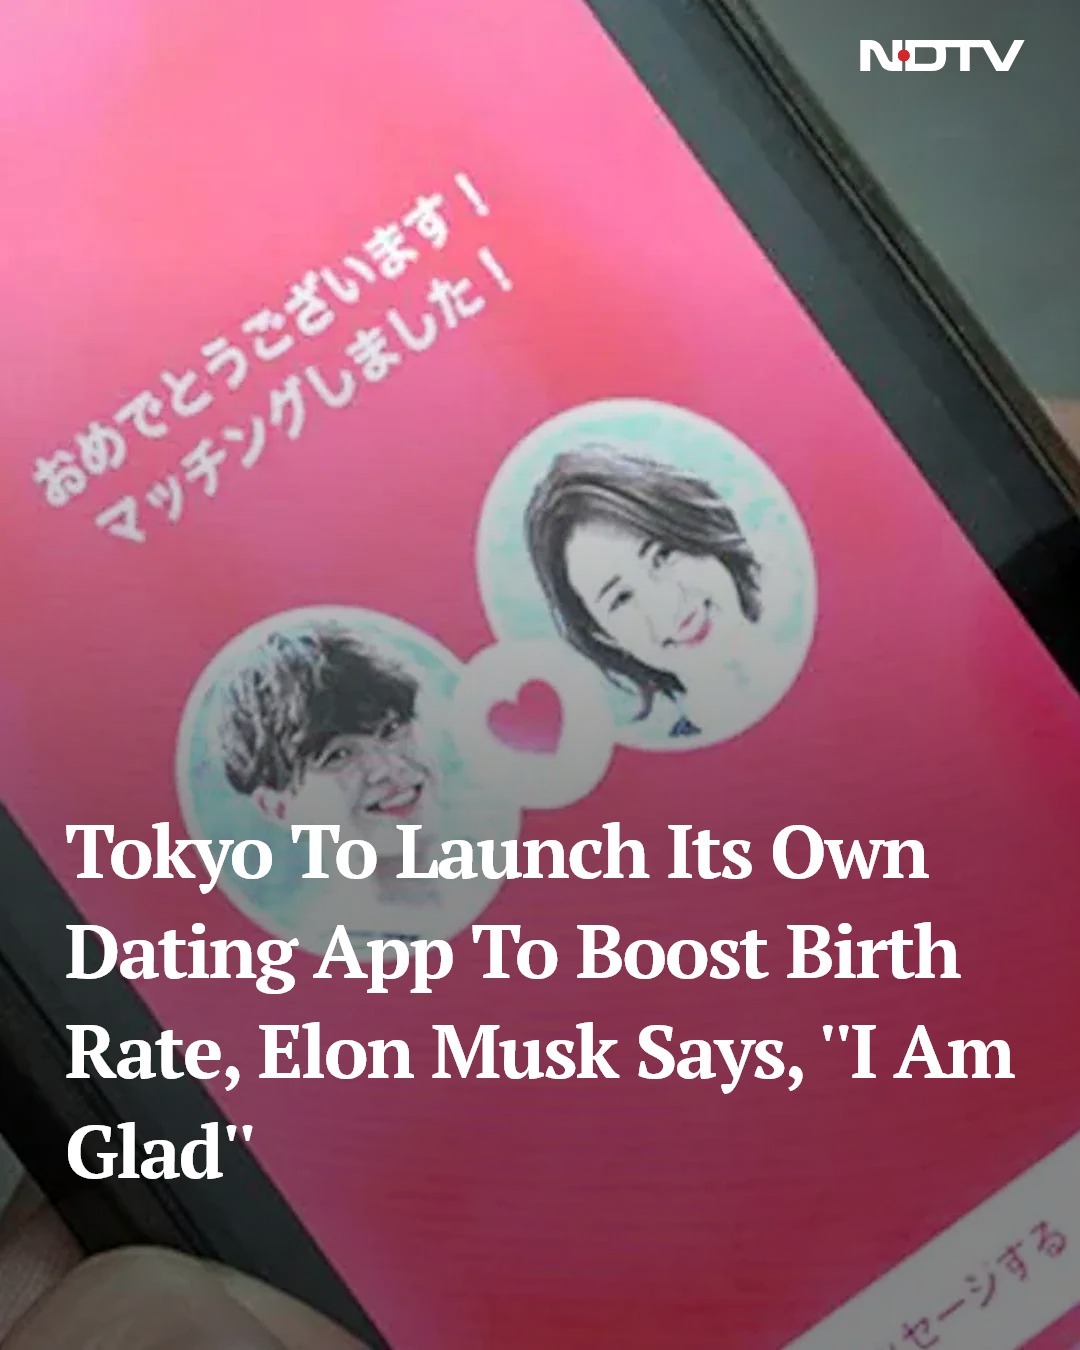 NDTV
おめでとうございます！
マッチングしました！
Tokyo To Launch Its Own
Dating App To Boost Birth
Rate, Elon Musk Says, "I Am
Glad"
セージする